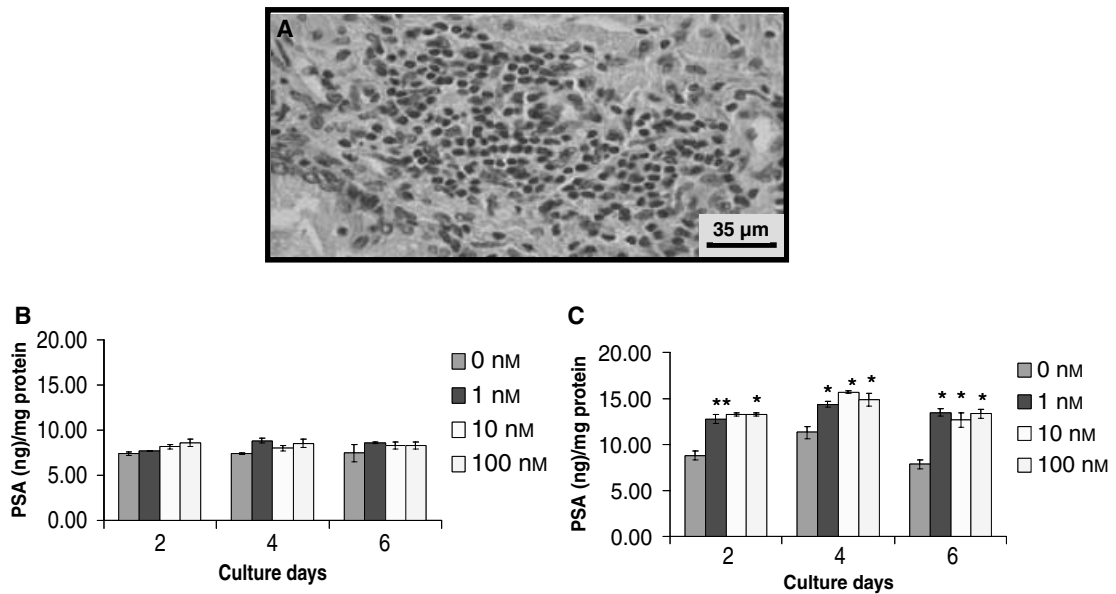 A
35 µm
B
20.00
15.00
10.00
5.00
0.00
PSA (ng)/mg protein
2 4 6
Culture days
0 nM
1 nM
10 nM
100 nM
C
20.00
15.00
10.00
5.00
0.00
PSA (ng)/mg protein
** *
* * *
* * *
2 4 6
Culture days
0 nM
1 nM
10 nM
100 nM